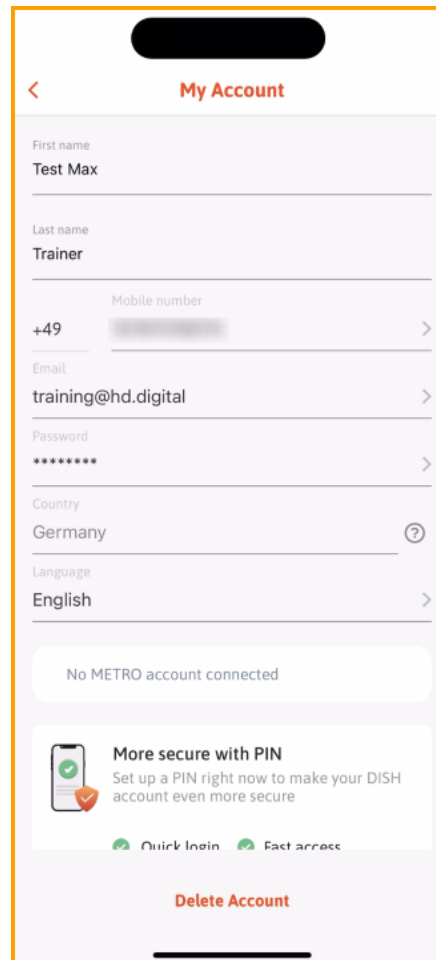 My Account
First name
Test Max
Last name
Trainer
Mobile number
+49
Email
training@hd.digital
Password
********
Country
Germany
?
Language
English
No METRO account connected
More secure with PIN
Set up a PIN right now to make your DISH
account even more secure
Quick login Fast access
Delete Account